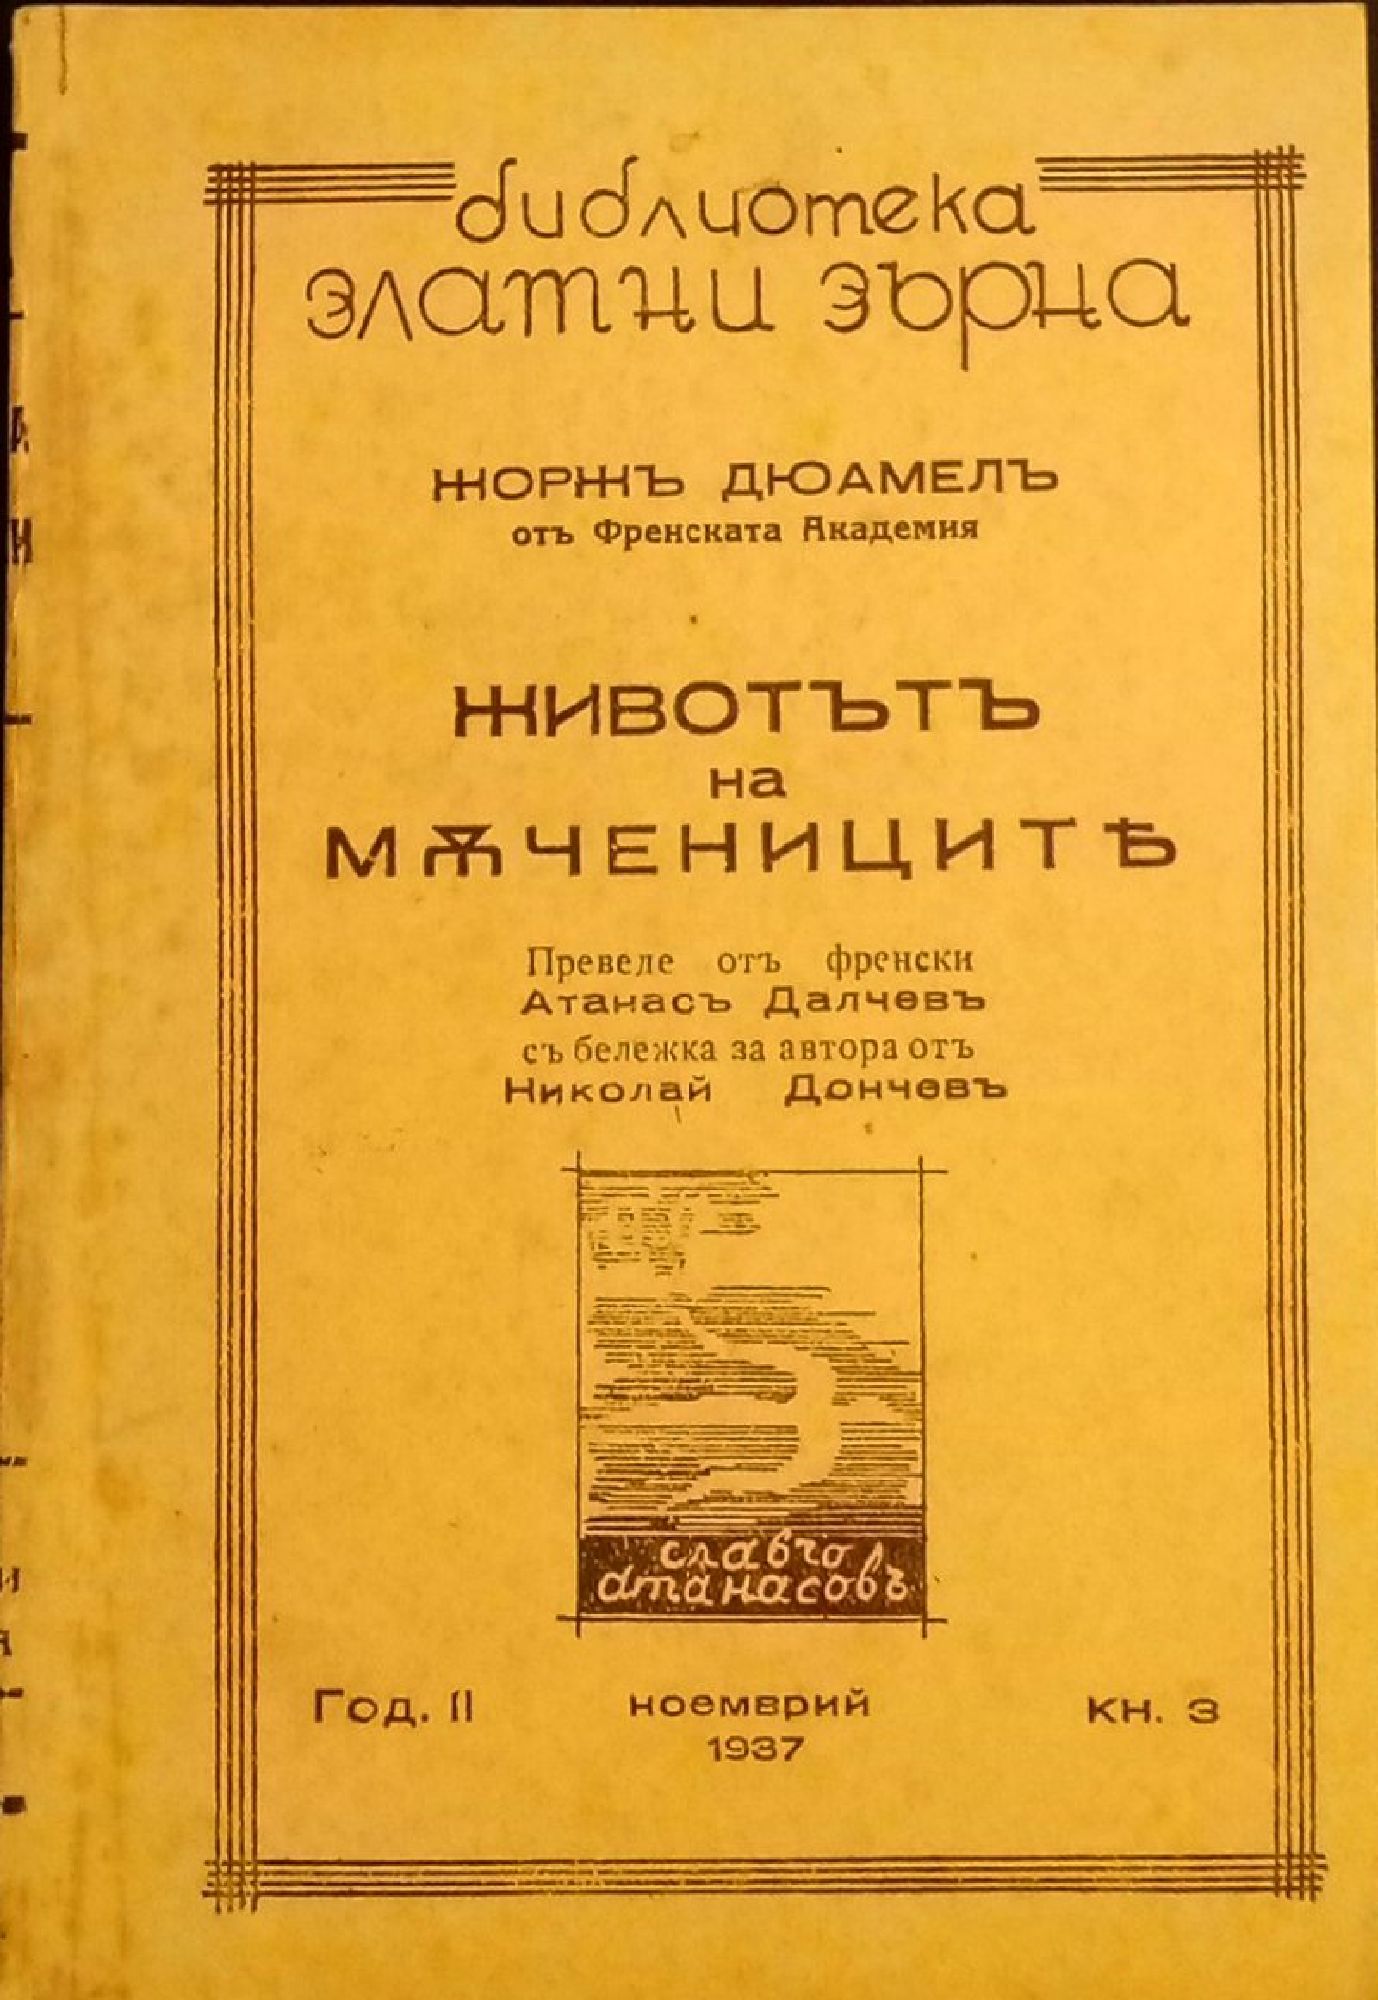 библиотека
златни зърна
ЖОРЖЪ ДЮАМЕЛЪ
отъ Френската Академия
ЖИВОТЪТЪ
на
МѪЧЕНИЦИТѢ
Превеле отъ френски
Атанасъ Далчевъ
съ бележка за автора отъ
Николай Дончевъ
славчо
атанасовъ
Год. II ноември​й кн. 3
1937